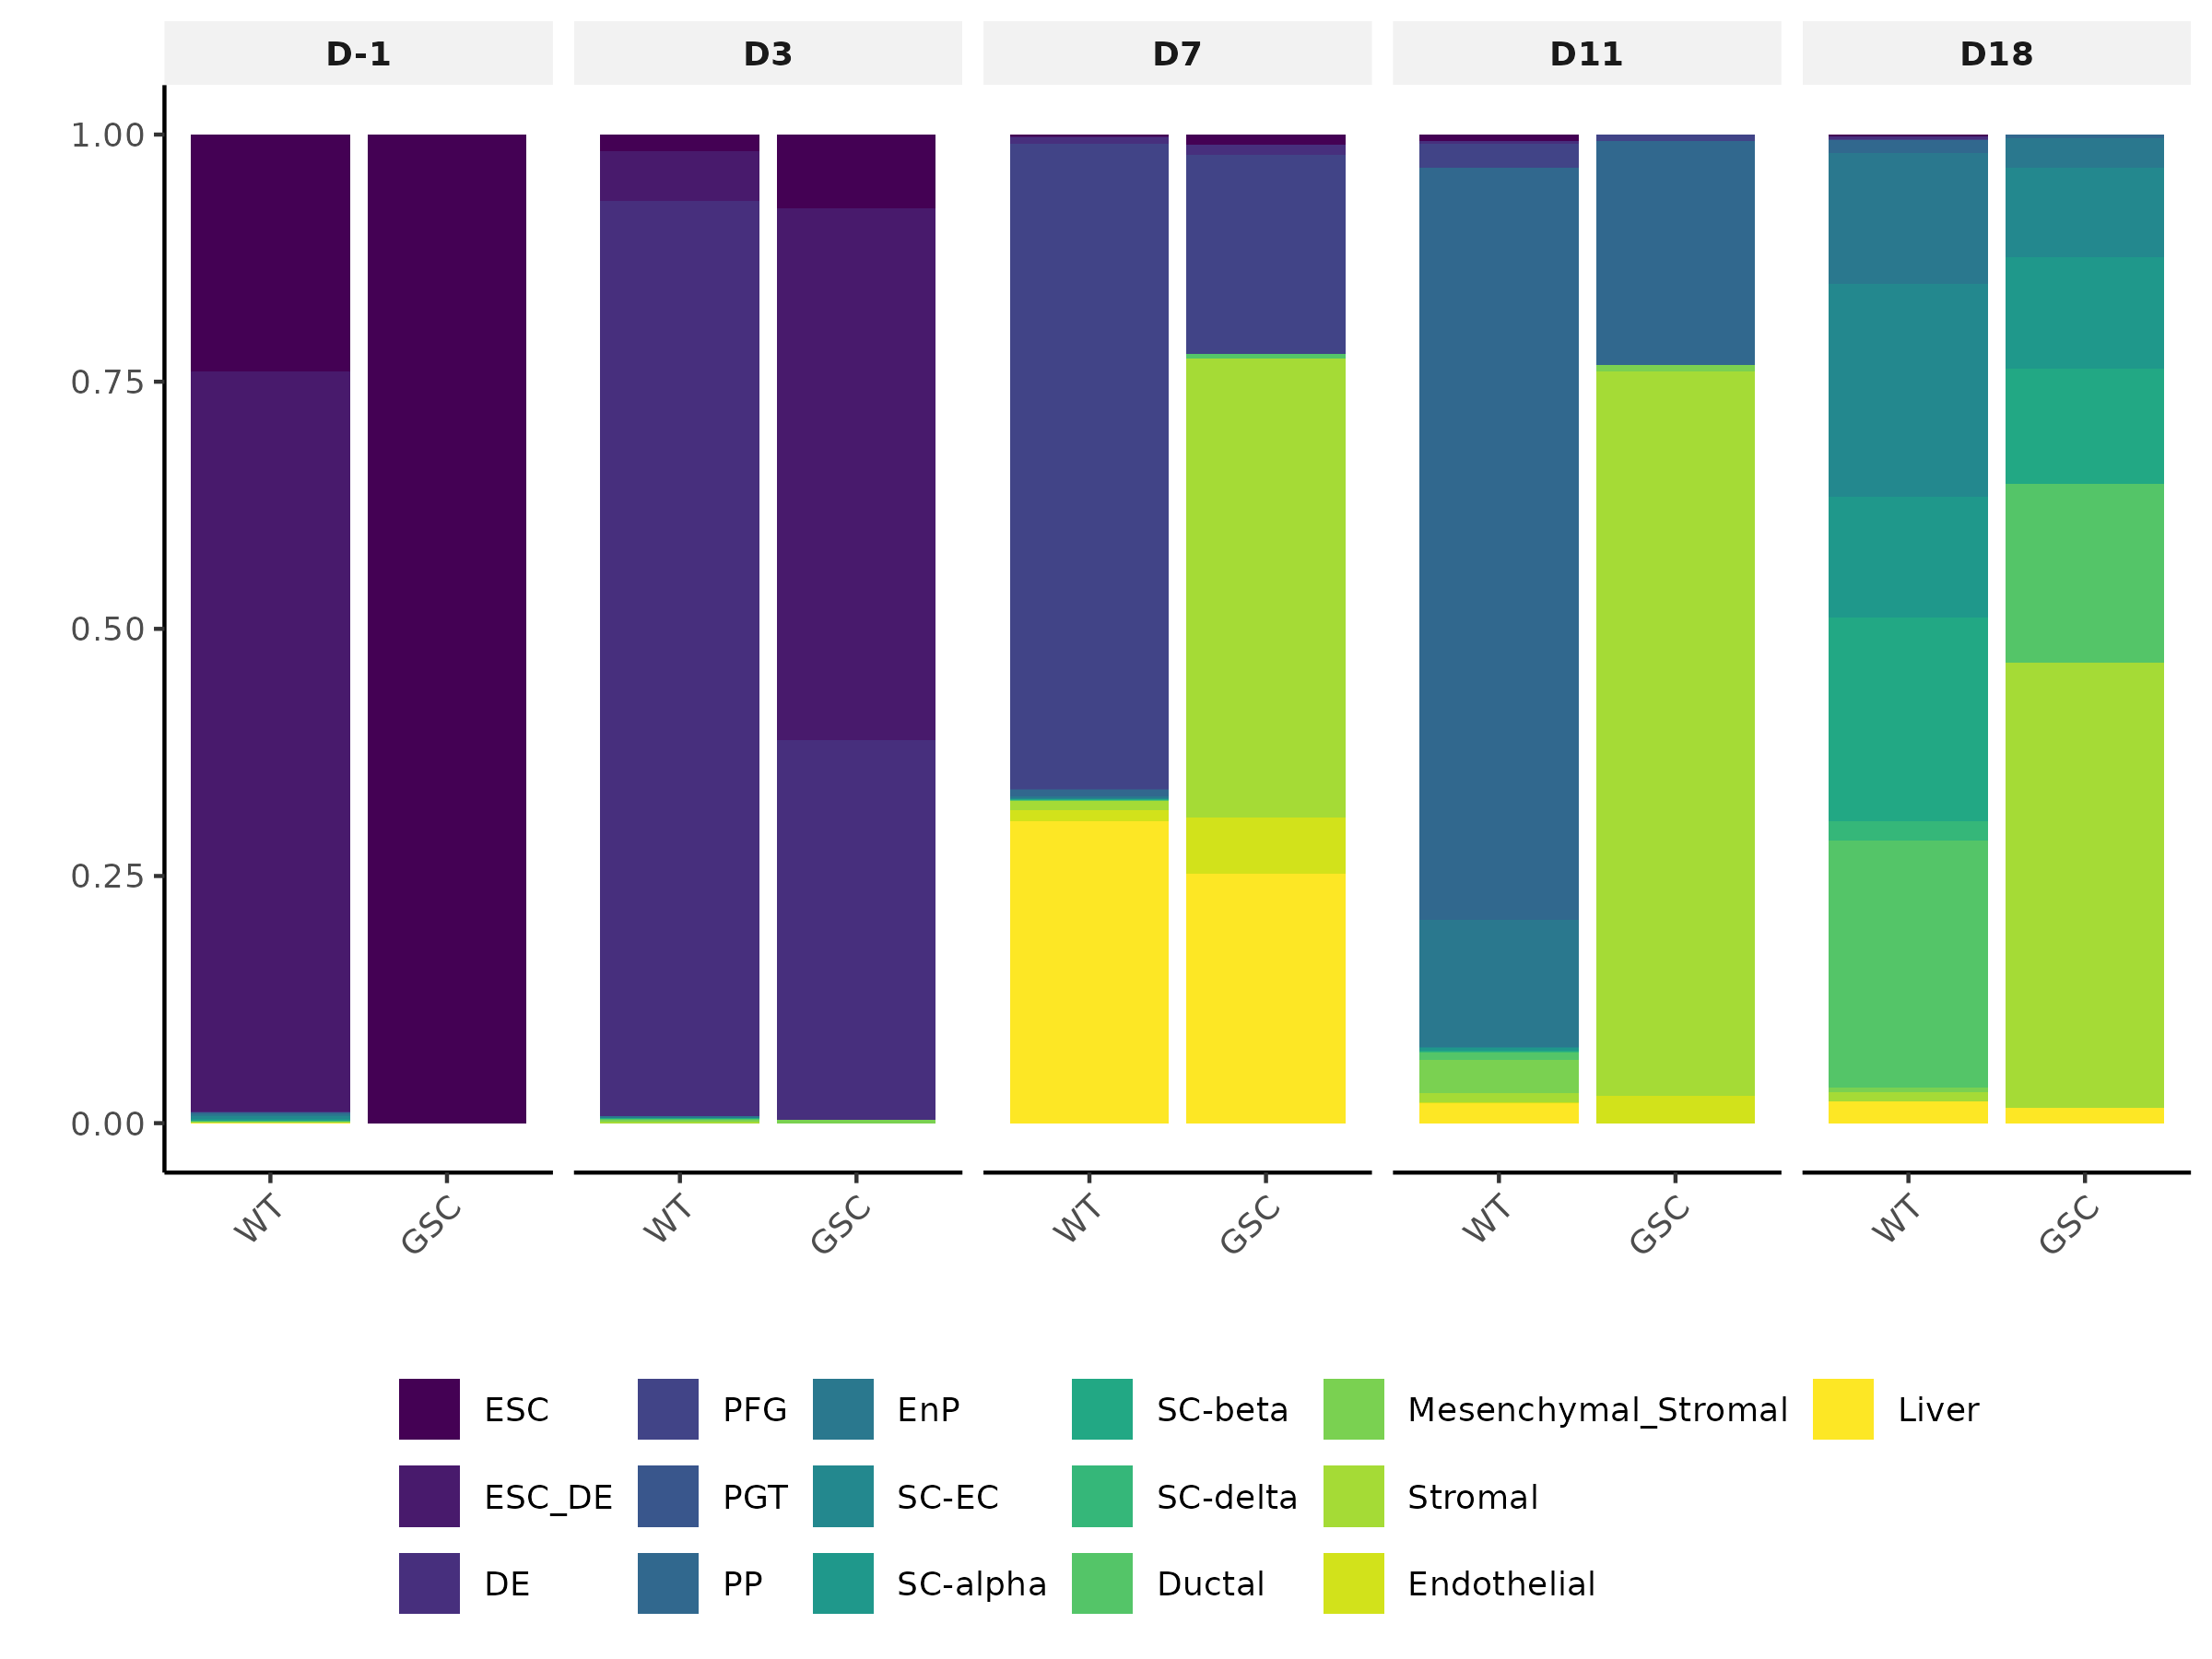 D-1 D3 D7 D11 D18
1.00
0.75
0.50
0.25
0.00
WT GSC WT GSC WT GSC WT GSC WT GSC
ESC PFG EnP SC-beta Mesenchymal_Stromal Liver
ESC_DE PGT SC-EC SC-delta Stromal
DE PP SC-alpha Ductal Endothelial